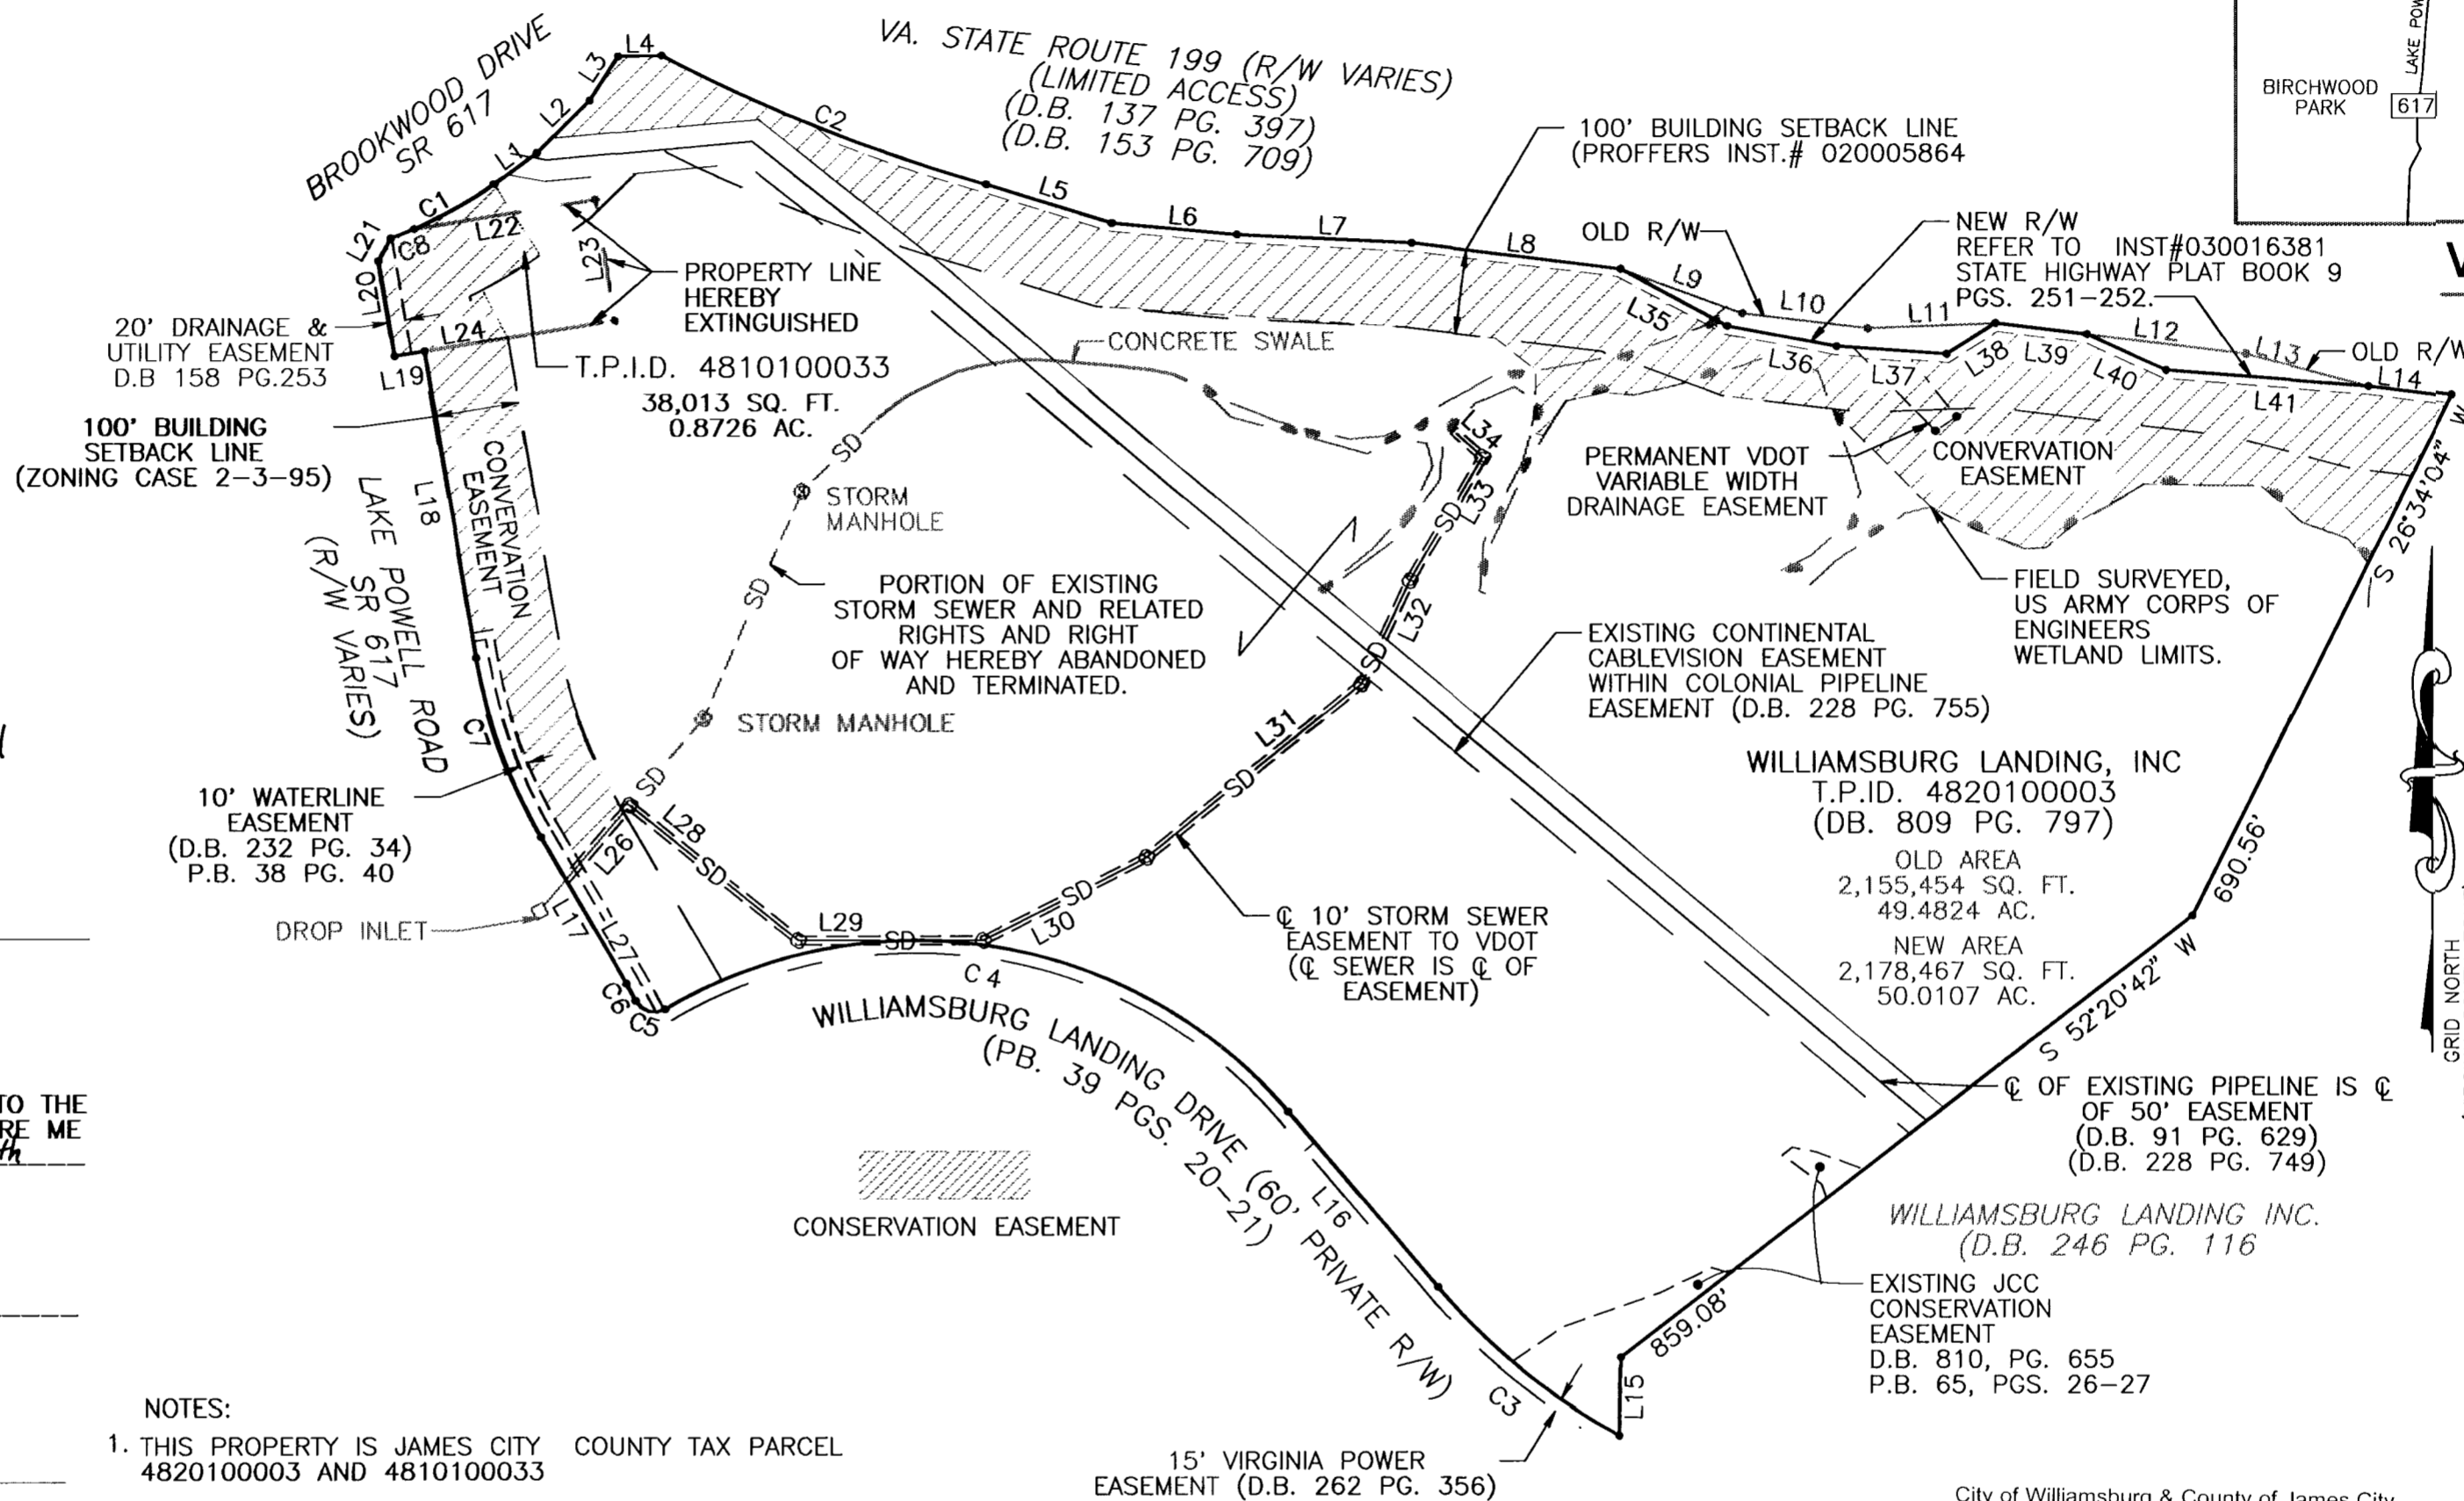 BROOKWOOD DRIVE
SR 617
VA. STATE ROUTE 199 (R/W VARIES)
(LIMITED ACCESS)
(D.B. 137 PG. 397)
(D.B. 153 PG. 709)
BIRCHWOOD
PARK
617
100' BUILDING SETBACK LINE
(PROFFERS INST.# 020005864
OLD R/W
NEW R/W
REFER TO INST#030016381
STATE HIGHWAY PLAT BOOK 9
PGS. 251-252.
OLD R/W
L4
L3
L2
L1
C1
C2
L5
L6
L7
L8
L9
L10
L11
L12
L13
L14
L35
L36
L37
L38
L39
L40
L41
L21
C8
L22
L23
L20
L24
L19
PROPERTY LINE
HEREBY
EXTINGUISHED
20' DRAINAGE &
UTILITY EASEMENT
D.B 158 PG.253
T.P.I.D. 4810100033
38,013 SQ. FT.
0.8726 AC.
CONCRETE SWALE
100' BUILDING
SETBACK LINE
(ZONING CASE 2-3-95)
CONVERVATION
EASEMENT
L18
LAKE POWELL ROAD
SR 617
(R/W VARIES)
SD
STORM
MANHOLE
SD
PORTION OF EXISTING
STORM SEWER AND RELATED
RIGHTS AND RIGHT
OF WAY HEREBY ABANDONED
AND TERMINATED.
STORM MANHOLE
SD
L34
L33
SD
L32
SD
PERMANENT VDOT
VARIABLE WIDTH
DRAINAGE EASEMENT
CONVERVATION
EASEMENT
S 26°34'04" W
690.56'
FIELD SURVEYED,
US ARMY CORPS OF
ENGINEERS
WETLAND LIMITS.
EXISTING CONTINENTAL
CABLEVISION EASEMENT
WITHIN COLONIAL PIPELINE
EASEMENT (D.B. 228 PG. 755)
WILLIAMSBURG LANDING, INC
T.P.ID. 4820100003
(DB. 809 PG. 797)
OLD AREA
2,155,454 SQ. FT.
49.4824 AC.
NEW AREA
2,178,467 SQ. FT.
50.0107 AC.
GRID NORTH
C7
10' WATERLINE
EASEMENT
(D.B. 232 PG. 34)
P.B. 38 PG. 40
DROP INLET
L26
L28
SD
L17
L27
C6
C5
L29
SD
L30
SD
L31
SD
C4
℄ 10' STORM SEWER
EASEMENT TO VDOT
(℄ SEWER IS ℄ OF
EASEMENT)
WILLIAMSBURG LANDING DRIVE (60' PRIVATE R/W)
(PB. 39 PGS. 20-21)
L16
C3
L15
S 52°20'42" W
859.08'
℄ OF EXISTING PIPELINE IS ℄
OF 50' EASEMENT
(D.B. 91 PG. 629)
(D.B. 228 PG. 749)
WILLIAMSBURG LANDING INC.
(D.B. 246 PG. 116
EXISTING JCC
CONSERVATION
EASEMENT
D.B. 810, PG. 655
P.B. 65, PGS. 26-27
CONSERVATION EASEMENT
TO THE
RE ME
th
NOTES:
1. THIS PROPERTY IS JAMES CITY COUNTY TAX PARCEL
4820100003 AND 4810100033
15' VIRGINIA POWER
EASEMENT (D.B. 262 PG. 356)
City of Williamsburg & County of James City